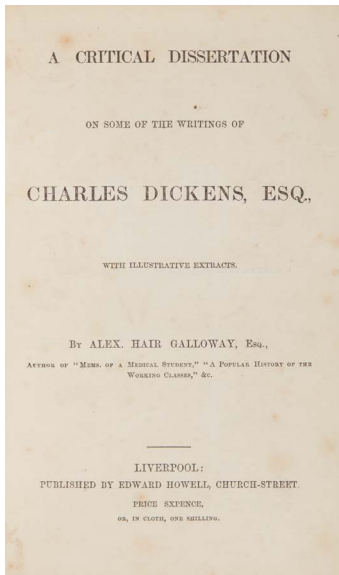 A CRITICAL DISSERTATION
ON SOME OF THE WRITINGS OF
CHARLES DICKENS, ESQ.,
WITH ILLUSTRATIVE EXTRACTS.
BY ALEX. HAIR GALLOWAY, ESQ.,
AUTHOR OF "MEMS. OF A MEDICAL STUDENT," "A POPULAR HISTORY OF THE
WORKING CLASSES," &C.
LIVERPOOL:
PUBLISHED BY EDWARD HOWELL, CHURCH-STREET.
PRICE SXPENCE,
OR, IN CLOTH, ONE SHILLING.